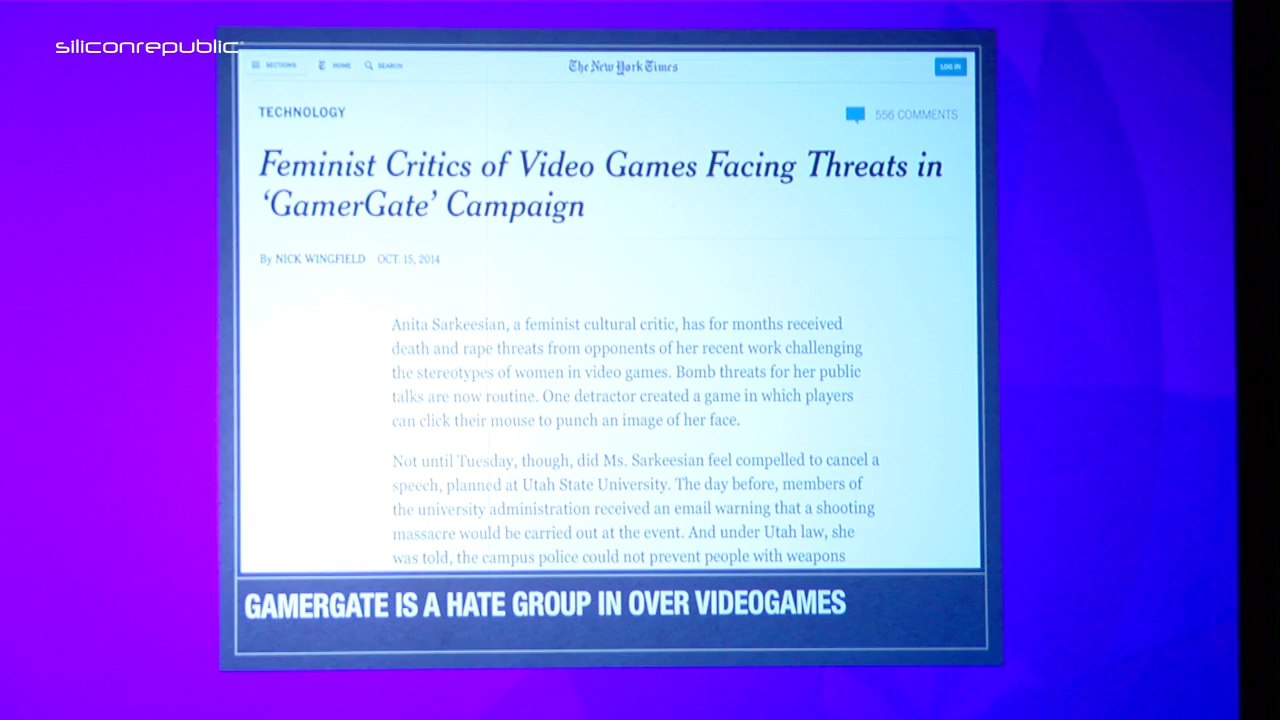 siliconrepublic
SECTIONS HOME SEARCH The New York Times LOG IN
TECHNOLOGY 556 COMMENTS
Feminist Critics of Video Games Facing Threats in
‘GamerGate’ Campaign
By NICK WINGFIELD OCT. 15, 2014
Anita Sarkeesian, a feminist cultural critic, has for months received
death and rape threats from opponents of her recent work challenging
the stereotypes of women in video games. Bomb threats for her public
talks are now routine. One detractor created a game in which players
can click their mouse to punch an image of her face.
Not until Tuesday, though, did Ms. Sarkeesian feel compelled to cancel a
speech, planned at Utah State University. The day before, members of
the university administration received an email warning that a shooting
massacre would be carried out at the event. And under Utah law, she
was told, the campus police could not prevent people with weapons
GAMERGATE IS A HATE GROUP IN OVER VIDEOGAMES